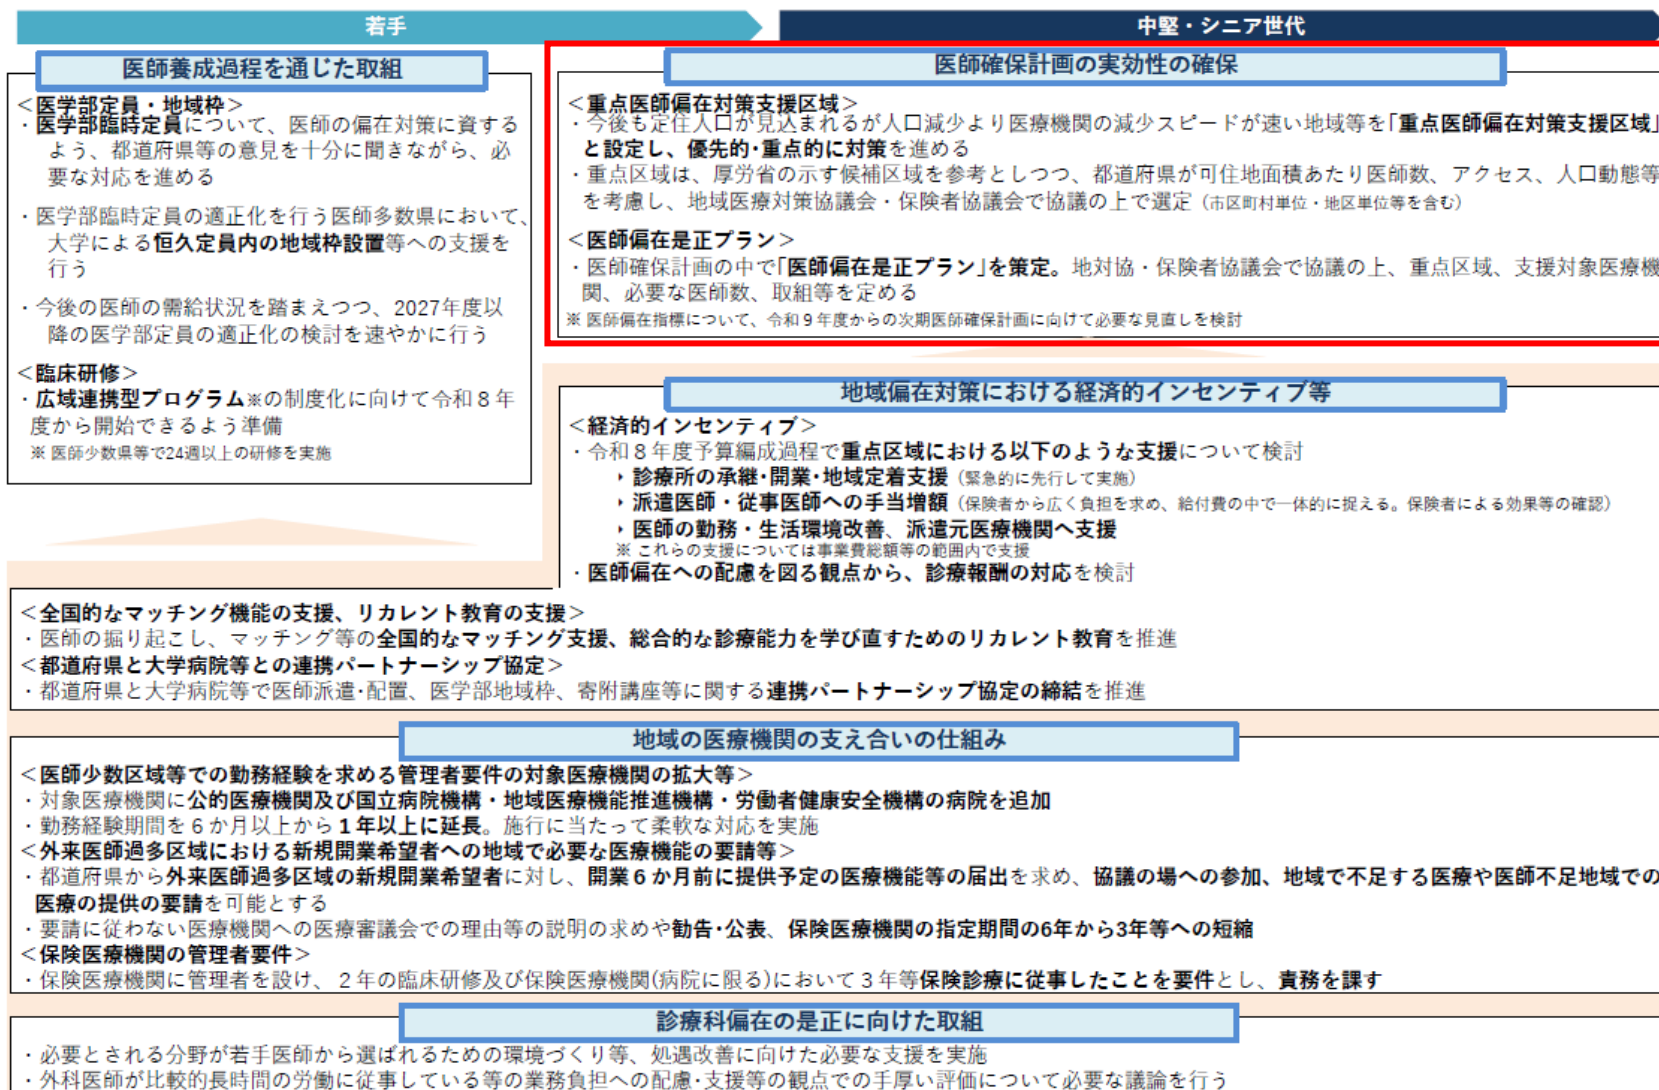 若手
中堅・シニア世代
医師養成過程を通じた取組
＜医学部定員・地域枠＞
・医学部臨時定員について、医師の偏在対策に資する
よう、都道府県等の意見を十分に聞きながら、必
要な対応を進める
・医学部臨時定員の適正化を行う医師多数県において、
大学による恒久定員内の地域枠設置等への支援を
行う
・今後の医師の需給状況を踏まえつつ、2027年度以
降の医学部定員の適正化の検討を速やかに行う
＜臨床研修＞
・広域連携型プログラム※の制度化に向けて令和８年
度から開始できるよう準備
※ 医師少数県等で24週以上の研修を実施
医師確保計画の実効性の確保
＜重点医師偏在対策支援区域＞
・今後も定住人口が見込まれるが人口減少より医療機関の減少スピードが速い地域等を｢重点医師偏在対策支援区域｣
と設定し、優先的･重点的に対策を進める
・重点区域は、厚労省の示す候補区域を参考としつつ、都道府県が可住地面積あたり医師数、アクセス、人口動態等
を考慮し、地域医療対策協議会・保険者協議会で協議の上で選定（市区町村単位・地区単位等を含む）
＜医師偏在是正プラン＞
・医師確保計画の中で｢医師偏在是正プラン｣を策定。地対協・保険者協議会で協議の上、重点区域、支援対象医療機
関、必要な医師数、取組等を定める
※ 医師偏在指標について、令和９年度からの次期医師確保計画に向けて必要な見直しを検討
地域偏在対策における経済的インセンティブ等
＜経済的インセンティブ＞
・令和８年度予算編成過程で重点区域における以下のような支援について検討
‣ 診療所の承継･開業･地域定着支援（緊急的に先行して実施）
‣ 派遣医師・従事医師への手当増額（保険者から広く負担を求め、給付費の中で一体的に捉える。保険者による効果等の確認）
‣ 医師の勤務・生活環境改善、派遣元医療機関へ支援
※ これらの支援については事業費総額等の範囲内で支援
・医師偏在への配慮を図る観点から、診療報酬の対応を検討
＜全国的なマッチング機能の支援、リカレント教育の支援＞
・医師の掘り起こし、マッチング等の全国的なマッチング支援、総合的な診療能力を学び直すためのリカレント教育を推進
＜都道府県と大学病院等との連携パートナーシップ協定＞
・都道府県と大学病院等で医師派遣･配置、医学部地域枠、寄附講座等に関する連携パートナーシップ協定の締結を推進
地域の医療機関の支え合いの仕組み
＜医師少数区域等での勤務経験を求める管理者要件の対象医療機関の拡大等＞
・対象医療機関に公的医療機関及び国立病院機構・地域医療機能推進機構・労働者健康安全機構の病院を追加
・勤務経験期間を６か月以上から１年以上に延長。施行に当たって柔軟な対応を実施
＜外来医師過多区域における新規開業希望者への地域で必要な医療機能の要請等＞
・都道府県から外来医師過多区域の新規開業希望者に対し、開業６か月前に提供予定の医療機能等の届出を求め、協議の場への参加、地域で不足する医療や医師不足地域での
医療の提供の要請を可能とする
・要請に従わない医療機関への医療審議会での理由等の説明の求めや勧告･公表、保険医療機関の指定期間の6年から3年等への短縮
＜保険医療機関の管理者要件＞
・保険医療機関に管理者を設け、２年の臨床研修及び保険医療機関(病院に限る)において３年等保険診療に従事したことを要件とし、責務を課す
診療科偏在の是正に向けた取組
・必要とされる分野が若手医師から選ばれるための環境づくり等、処遇改善に向けた必要な支援を実施
・外科医師が比較的長時間の労働に従事している等の業務負担への配慮･支援等の観点での手厚い評価について必要な議論を行う